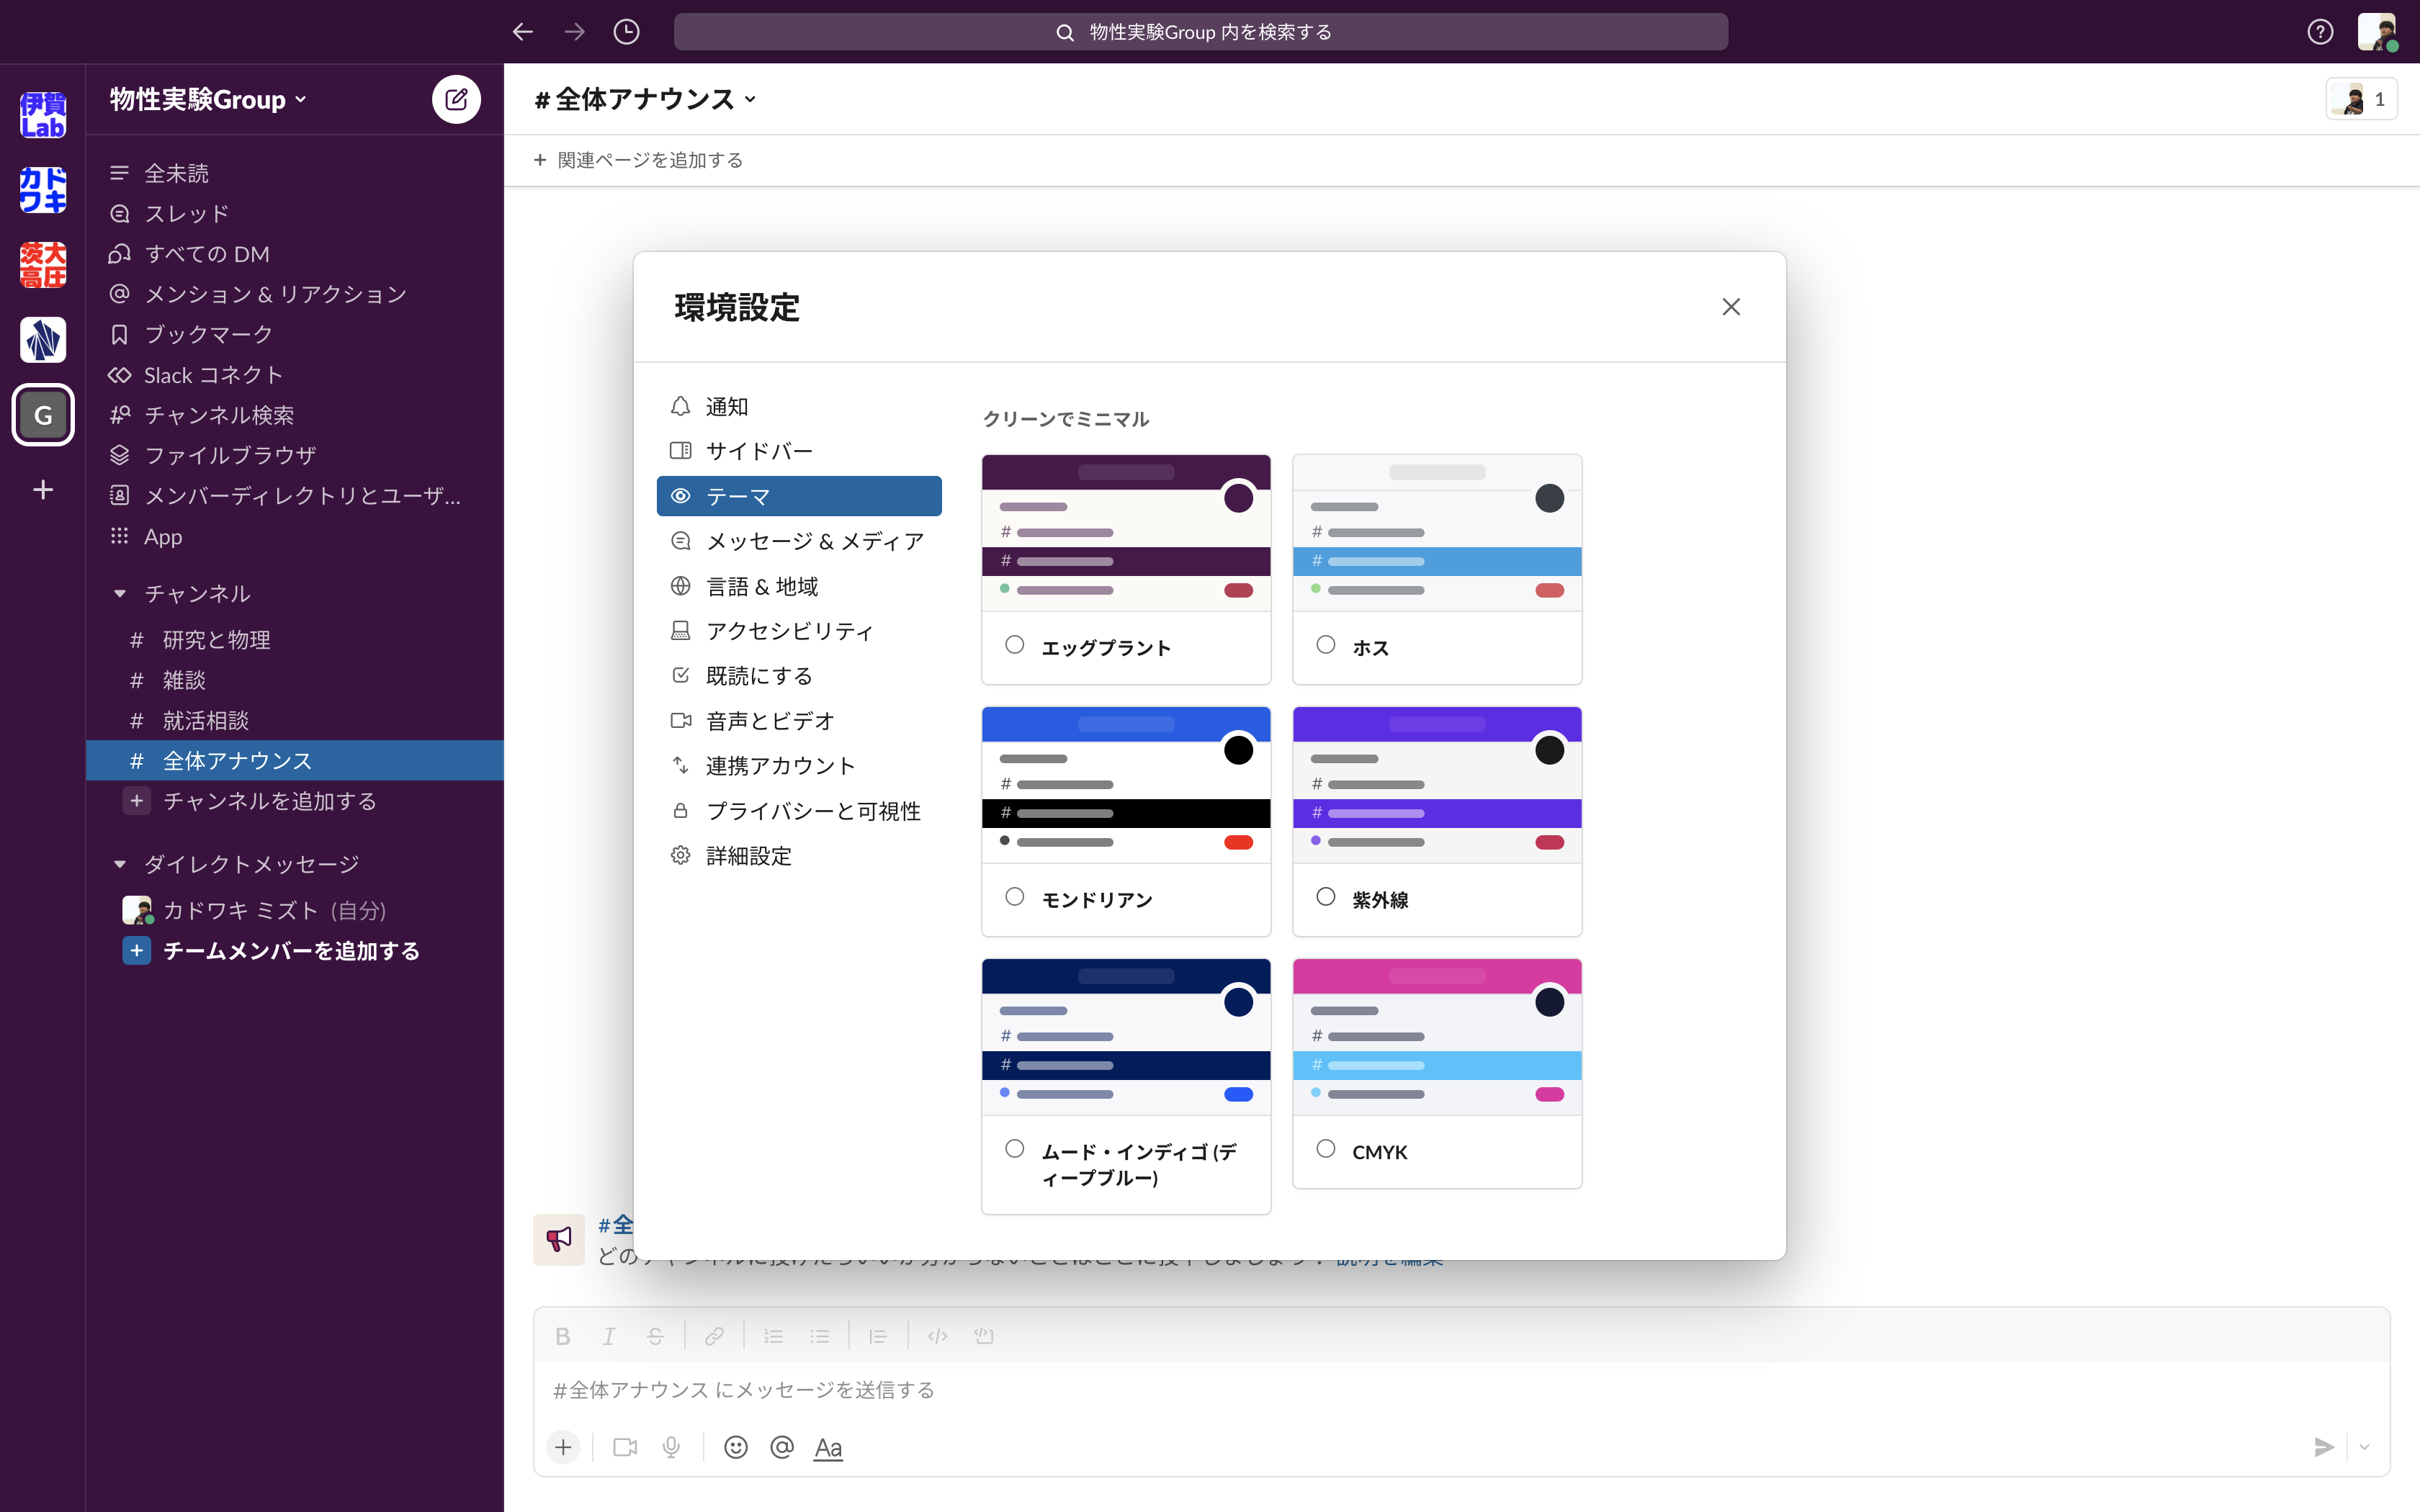 物性実験Group 内を検索する
伊賀
Lab
カド
ワキ
茨大
高圧
G
物性実験Group
全未読
スレッド
すべての DM
メンション & リアクション
ブックマーク
Slack コネクト
チャンネル検索
ファイルブラウザ
メンバーディレクトリとユーザ...
App
チャンネル
# 研究と物理
# 雑談
# 就活相談
# 全体アナウンス
+ チャンネルを追加する
ダイレクトメッセージ
カドワキ ミズト (自分)
+ チームメンバーを追加する
# 全体アナウンス
1
+ 関連ページを追加する
環境設定
通知
サイドバー
テーマ
メッセージ & メディア
言語 & 地域
アクセシビリティ
既読にする
音声とビデオ
連携アカウント
プライバシーと可視性
詳細設定
クリーンでミニマル
エッグプラント
ホス
モンドリアン
紫外線
ムード・インディゴ (デ
ィープブルー)
CMYK
#全
どの
#全体アナウンス にメッセージを送信する
Aa